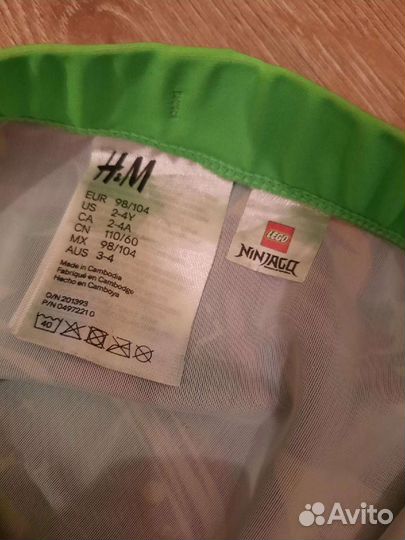 H&M
EUR 98/104
US 2-4Y
CA 2-4A
CN 110/60
MX 98/104
AUS 3-4
Made in Cambodia
Fabriqué en Cambodge
Hecho en Camboya
O/N 201393
P/N 04972210
40
LEGO
NINJAGO
Avito